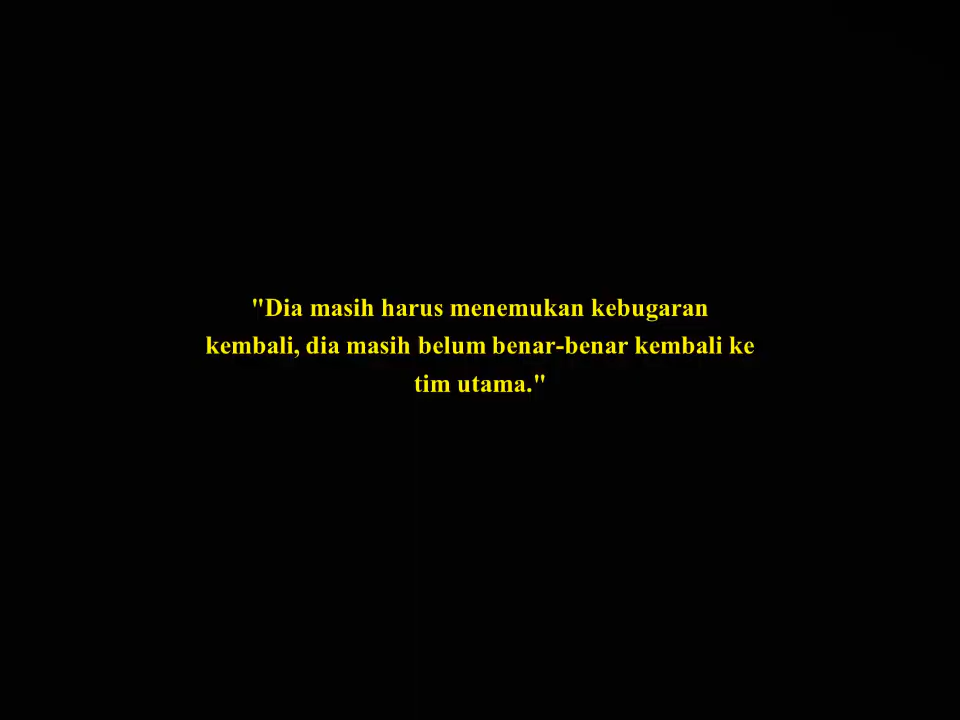 "Dia masih harus menemukan kebugaran
kembali, dia masih belum benar-benar kembali ke
tim utama."